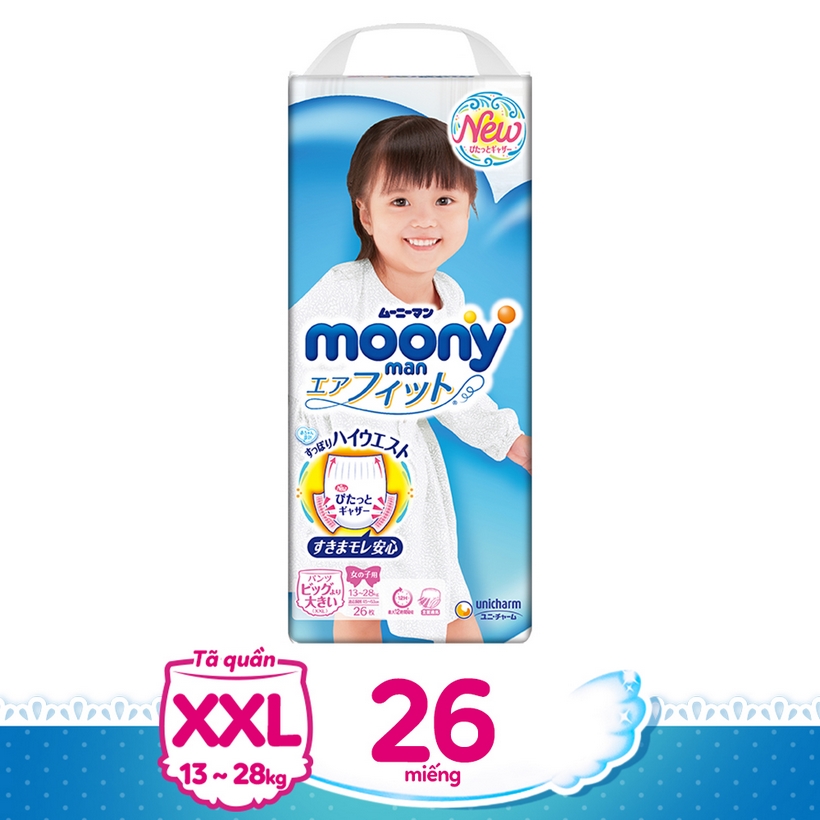 New
ぴたっとギャザー
ムーニーマン
moony
man
エアフィット
すっぽりハイウエスト
New
ぴたっと
ギャザー
すきまモレ安心
パンツ
ビッグより
大きい
(XXL)
女の子用
13~28kg
26枚
12H
unicharm
ユニ・チャーム
Tã quần
XXL
13 ~ 28kg
26
miếng